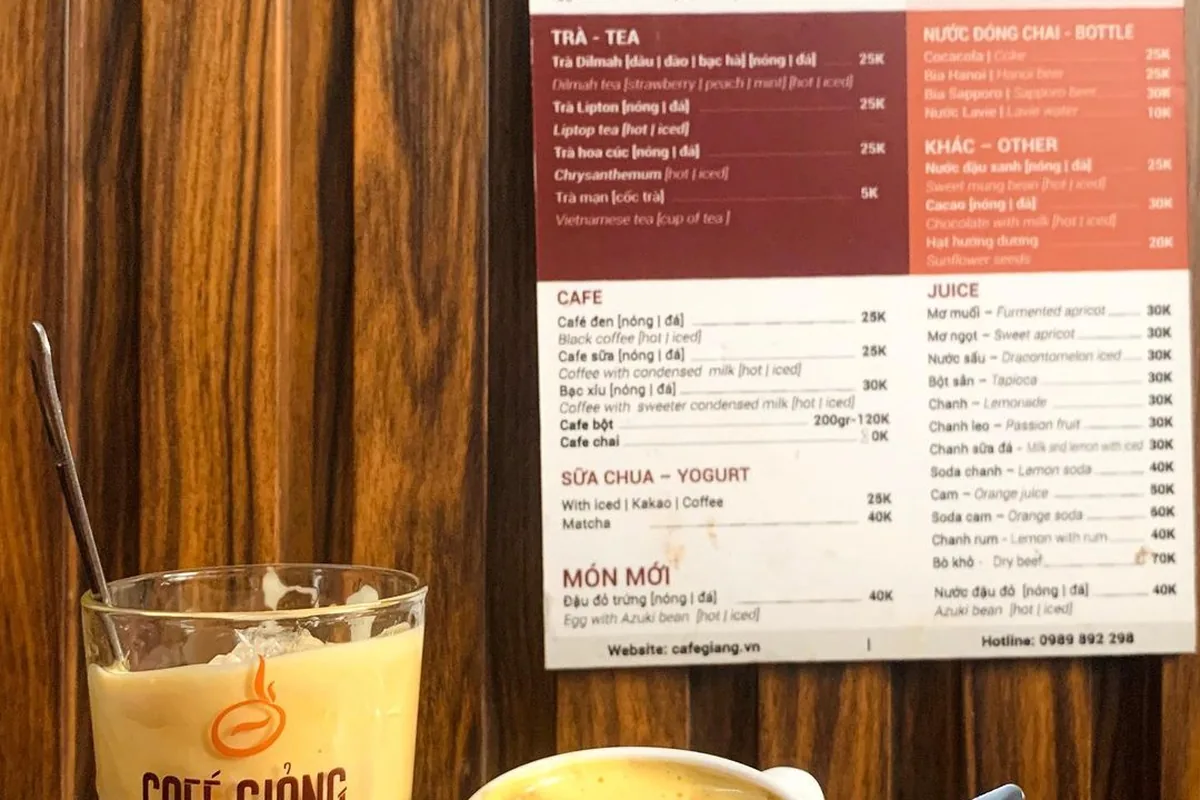 TRÀ - TEA
Trà Dilmah [dâu | đào | bạc hà] [nóng | đá] 25K
Dilmah tea [strawberry | peach | mint] [hot | iced]
Trà Lipton [nóng | đá] 25K
Liptop tea [hot | iced]
Trà hoa cúc [nóng | đá] 25K
Chrysanthemum [hot | iced]
Trà mạn [cốc trà] 5K
Vietnamese tea [cup of tea ]
NƯỚC ĐÓNG CHAI - BOTTLE
Cocacola | Coke 25K
Bia Hanoi | Hanoi beer 25K
Bia Sapporo | Sapporo beer 30K
Nước Lavie | Lavie water 10K
KHÁC – OTHER
Nước đậu xanh [nóng | đá] 25K
Sweet mung bean [hot | iced]
Cacao [nóng | đá] 30K
Chocolate with milk [hot | iced]
Hạt hướng dương 20K
Sunflower seeds
CAFE
Café đen [nóng | đá] 25K
Black coffee [hot | iced]
Cafe sữa [nóng | đá] 25K
Coffee with condensed milk [hot | iced]
Bạc xỉu [nóng | đá] 30K
Coffee with sweeter condensed milk [hot | iced]
Cafe bột 200gr-120K
Cafe chai 0K
SỮA CHUA – YOGURT
With iced | Kakao | Coffee 25K
Matcha 40K
MÓN MỚI
Đậu đỏ trứng [nóng | đá] 40K
Egg with Azuki bean [hot | iced]
JUICE
Mơ muối – Furmented apricot 30K
Mơ ngọt – Sweet apricot 30K
Nước sấu – Dracontomelon iced 30K
Bột sắn – Tapioca 30K
Chanh – Lemonade 30K
Chanh leo – Passion fruit 30K
Chanh sữa đá - Milk and lemon with iced 30K
Soda chanh – Lemon soda 40K
Cam – Orange juice 50K
Soda cam – Orange soda 50K
Chanh rum - Lemon with rum 40K
Bò khô - Dry beef 70K
Nước đậu đỏ [nóng | đá] 40K
Azuki bean [hot | iced]
Website: cafegiang.vn | Hotline: 0989 892 298
CAFÉ GIẢNG